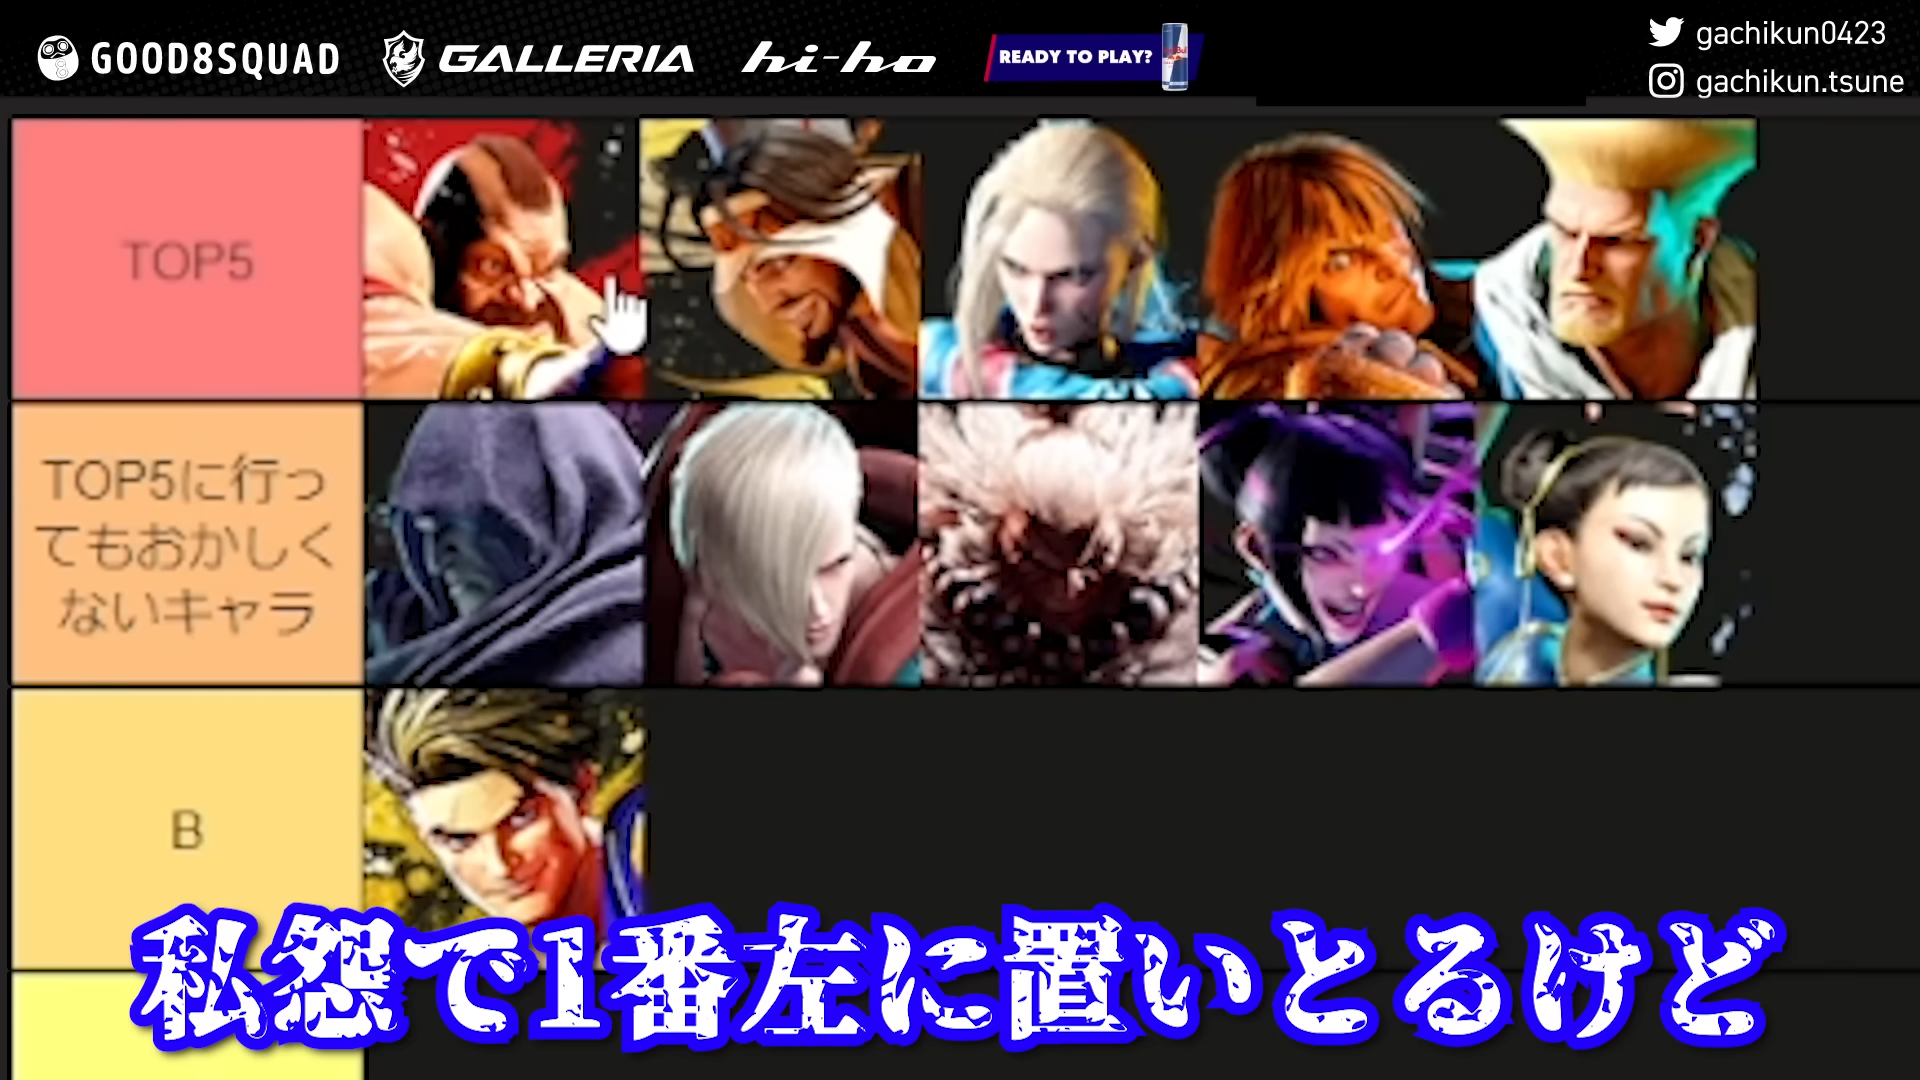 GOOD8SQUAD
GALLERIA
hi-ho
READY TO PLAY?
RedBull
gachikun0423
gachikun.tsune
TOP5
TOP5に行っ
てもおかしく
ないキャラ
B
私怨で1番左に置いとるけど